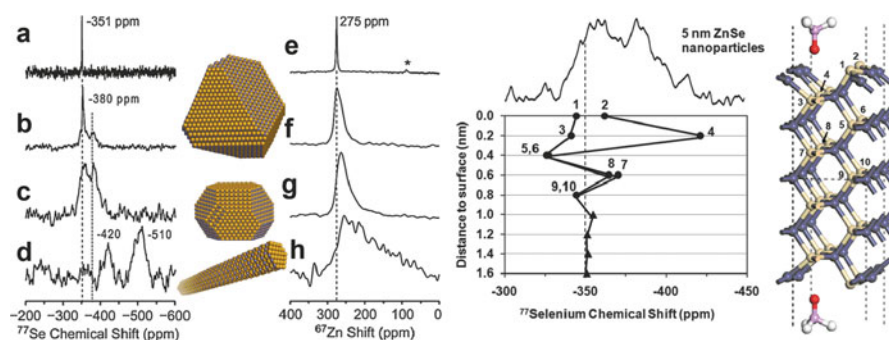 -351 ppm
a
-380 ppm
b
c
d
-420
-510
−200 −300 −400 −500 −600
77Se Chemical Shift (ppm)
275 ppm
e
*
f
g
h
400 300 200 100 0
67Zn Shift (ppm)
5 nm ZnSe
nanoparticles
Distance to surface (nm)
0.0
0.2
0.4
0.6
0.8
1.0
1.2
1.4
1.6
1
2
3
4
5,6
8
7
9,10
-300
-350
-400
-450
77Selenium Chemical Shift (ppm)
2
1
4
3
6
5
8
7
10
9